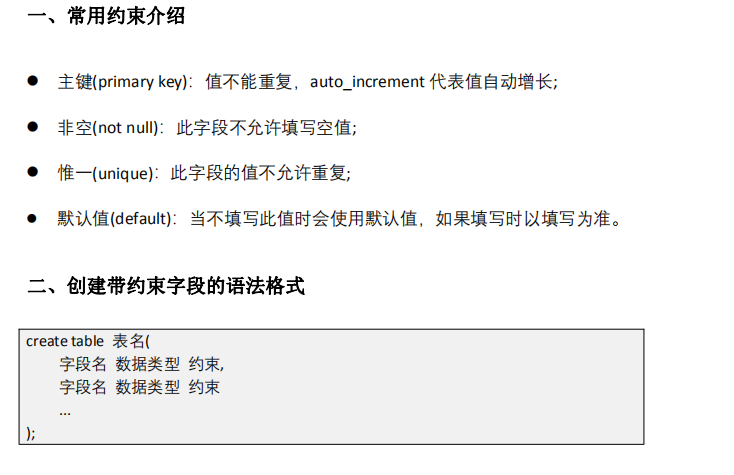 一、常用约束介绍
● 主键(primary key)：值不能重复，auto_increment 代表值自动增长;
● 非空(not null)：此字段不允许填写空值;
● 惟一(unique)：此字段的值不允许重复;
● 默认值(default)：当不填写此值时会使用默认值，如果填写时以填写为准。
二、创建带约束字段的语法格式
create table 表名(
字段名 数据类型 约束,
字段名 数据类型 约束
...
);